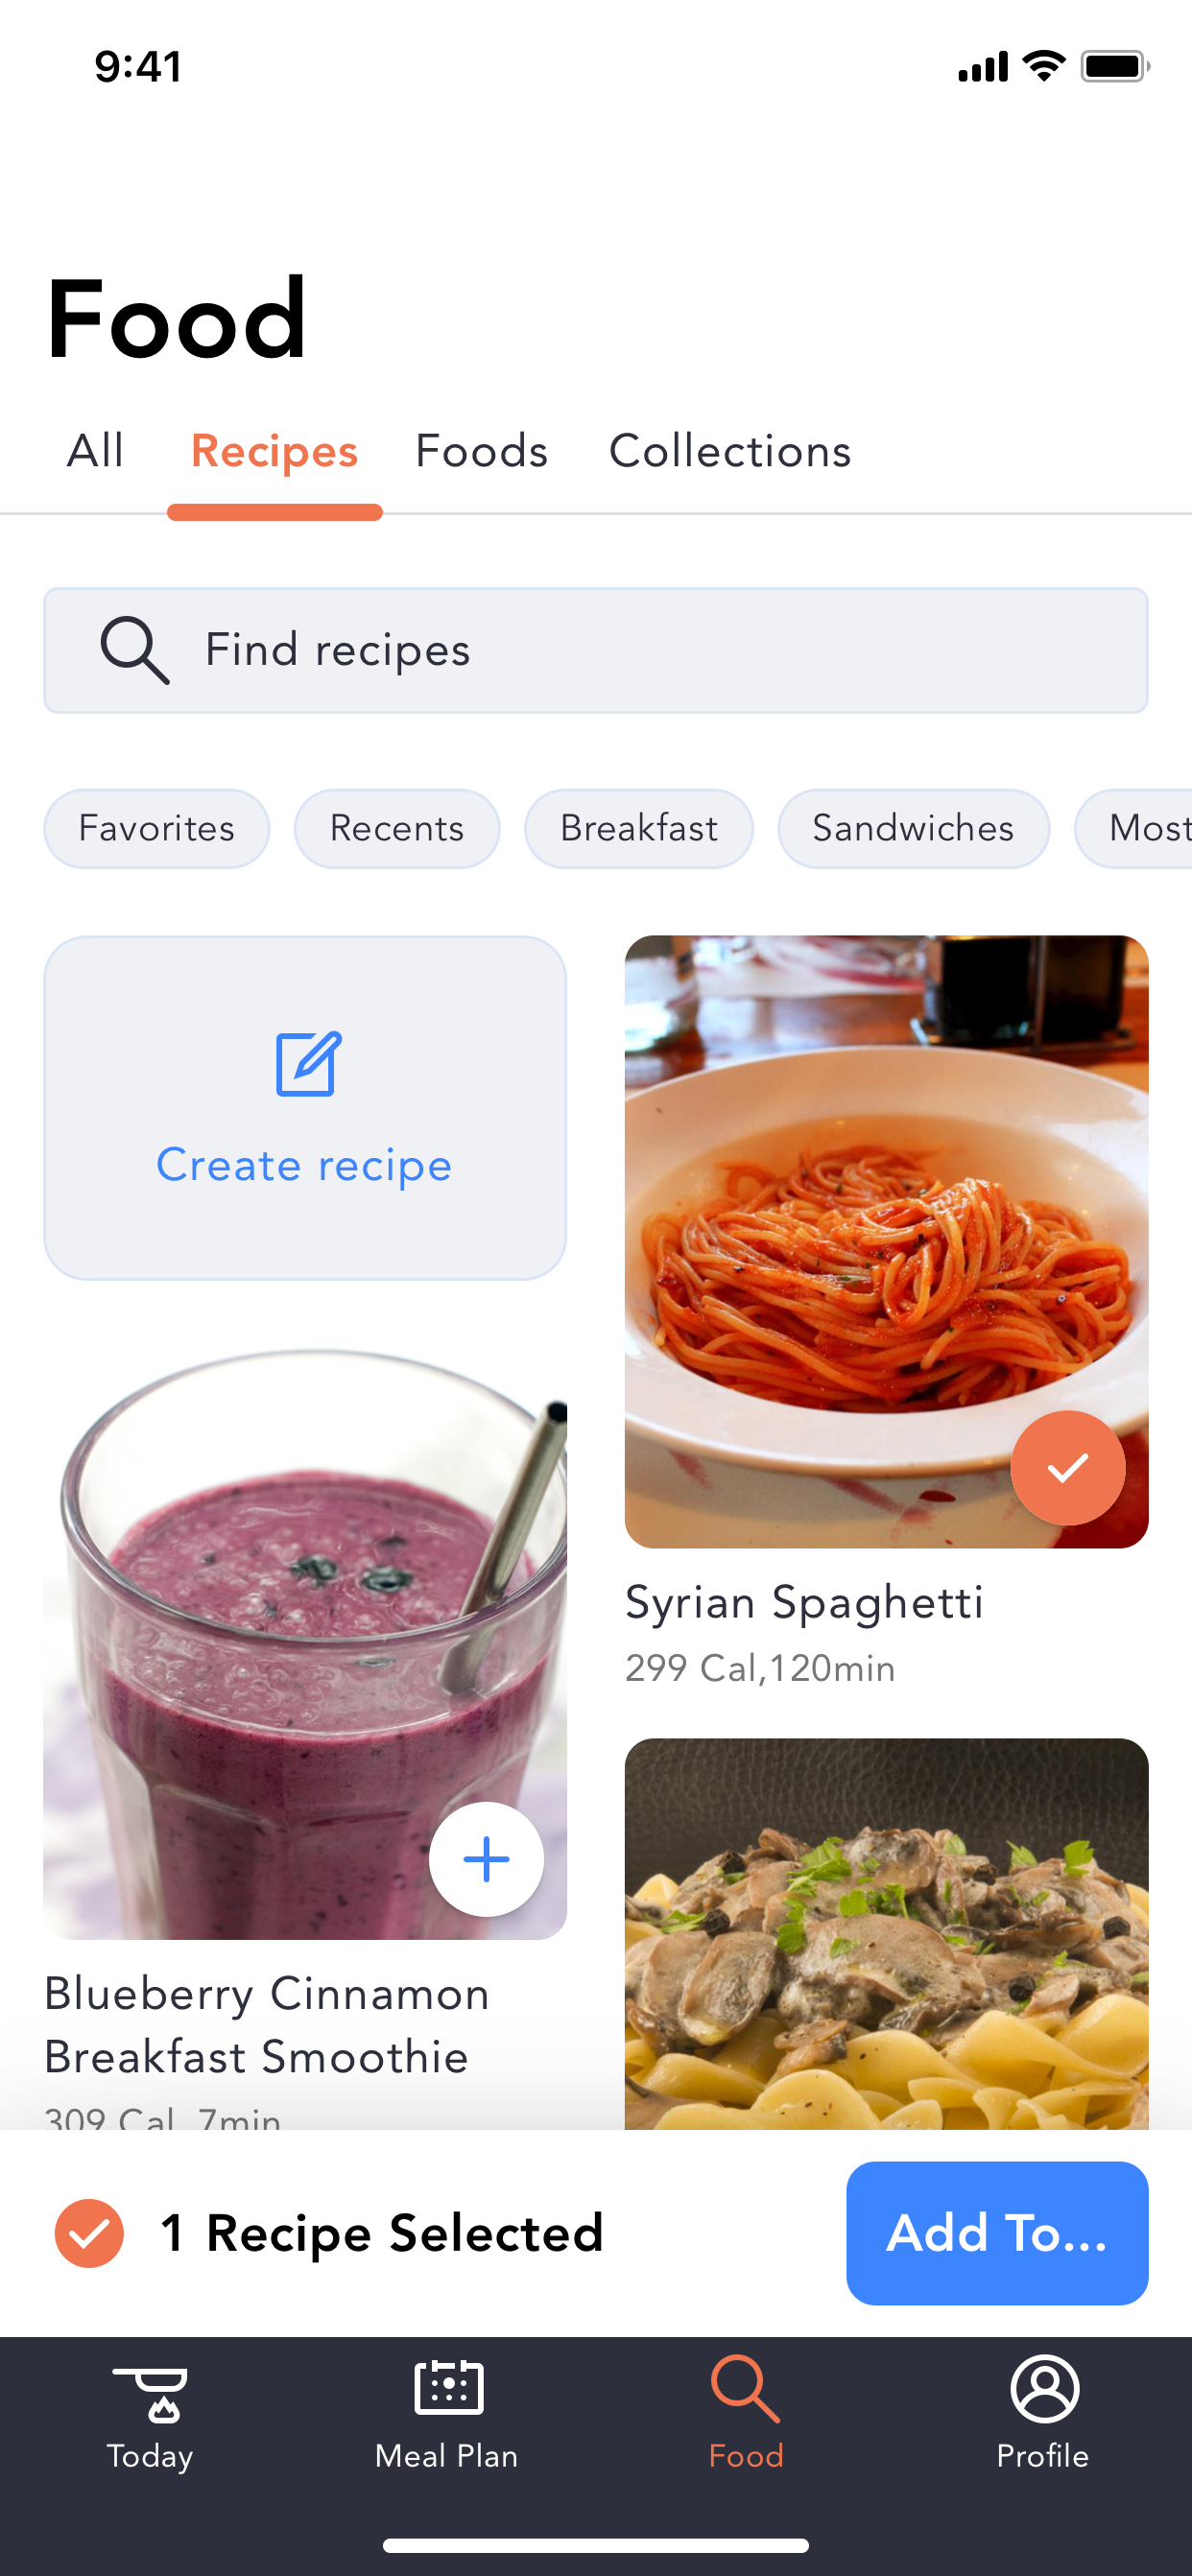 9:41
Food
All Recipes Foods Collections
Find recipes
Favorites Recents Breakfast Sandwiches Most
Create recipe
Syrian Spaghetti
299 Cal,120min
Blueberry Cinnamon
Breakfast Smoothie
309 Cal, 7min
1 Recipe Selected
Add To...
Today Meal Plan Food Profile